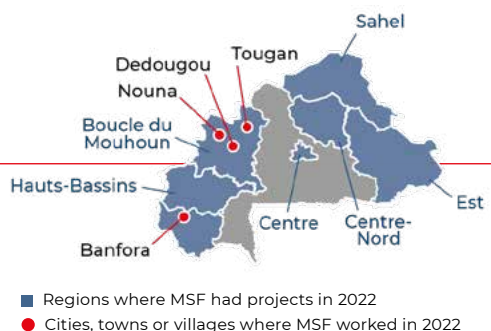 Sahel
Tougan
Dedougou
Nouna
Boucle du
Mouhoun
Hauts-Bassins
Est
Centre
Centre-
Nord
Banfora
Regions where MSF had projects in 2022
Cities, towns or villages where MSF worked in 2022